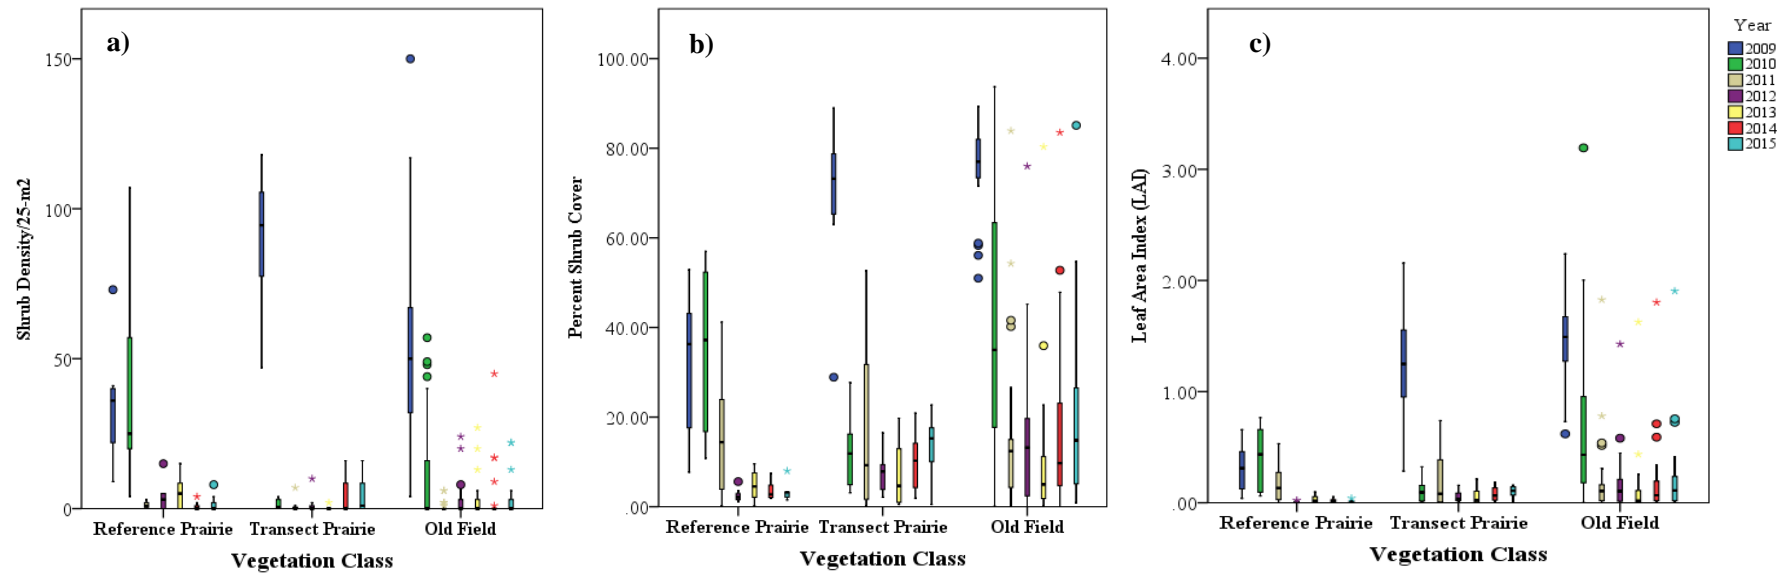 a)
Shrub Density/25-m2
150
100
50
0
Reference Prairie Transect Prairie Old Field
Vegetation Class
b)
Percent Shrub Cover
100.00
80.00
60.00
40.00
20.00
.00
Reference Prairie Transect Prairie Old Field
Vegetation Class
c)
Leaf Area Index (LAI)
4.00
3.00
2.00
1.00
.00
Reference Prairie Transect Prairie Old Field
Vegetation Class
Year
2009
2010
2011
2012
2013
2014
2015